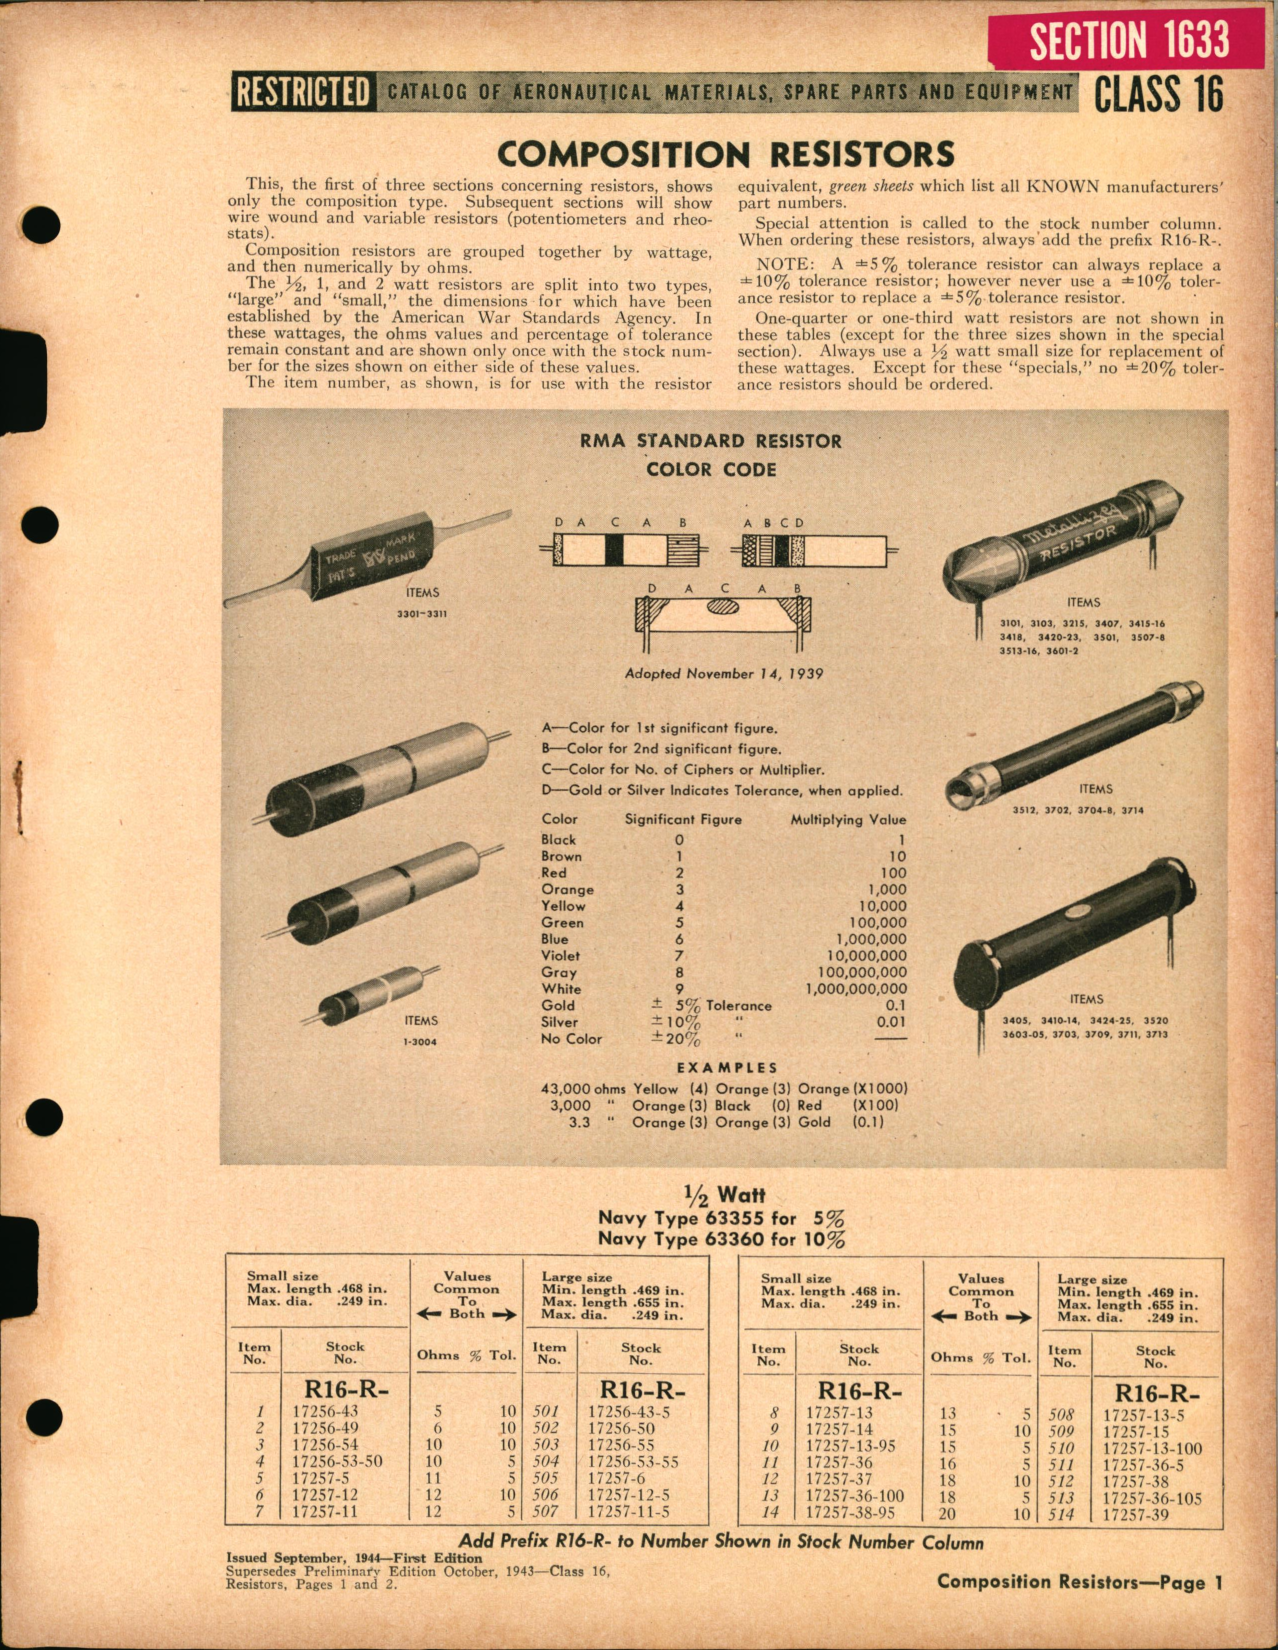 SECTION 1633
RESTRICTED CATALOG OF AERONAUTICAL MATERIALS, SPARE PARTS AND EQUIPMENT CLASS 16
COMPOSITION RESISTORS
This, the first of three sections concerning resistors, shows
only the composition type. Subsequent sections will show
wire wound and variable resistors (potentiometers and rheo-
stats).
Composition resistors are grouped together by wattage,
and then numerically by ohms.
The ½, 1, and 2 watt resistors are split into two types,
"large" and "small," the dimensions for which have been
established by the American War Standards Agency. In
these wattages, the ohms values and percentage of tolerance
remain constant and are shown only once with the stock num-
ber for the sizes shown on either side of these values.
The item number, as shown, is for use with the resistor
equivalent, green sheets which list all KNOWN manufacturers'
part numbers.
Special attention is called to the stock number column.
When ordering these resistors, always add the prefix R16-R-.
NOTE: A ±5% tolerance resistor can always replace a
±10% tolerance resistor; however never use a ±10% toler-
ance resistor to replace a ±5% tolerance resistor.
One-quarter or one-third watt resistors are not shown in
these tables (except for the three sizes shown in the special
section). Always use a ½ watt small size for replacement of
these wattages. Except for these "specials," no ±20% toler-
ance resistors should be ordered.
RMA STANDARD RESISTOR
COLOR CODE
D A C A B
A B C D
D A C A B
Adopted November 14, 1939
TRADE MARK
PAT'S PEND
ITEMS
3301-3311
Metallized
RESISTOR
ITEMS
3101, 3103, 3215, 3407, 3415-16
3418, 3420-23, 3501, 3507-8
3513-16, 3601-2
A—Color for 1st significant figure.
B—Color for 2nd significant figure.
C—Color for No. of Ciphers or Multiplier.
D—Gold or Silver Indicates Tolerance, when applied.
ITEMS
3512, 3702, 3704-8, 3714
Color Significant Figure Multiplying Value
Black 0 1
Brown 1 10
Red 2 100
Orange 3 1,000
Yellow 4 10,000
Green 5 100,000
Blue 6 1,000,000
Violet 7 10,000,000
Gray 8 100,000,000
White 9 1,000,000,000
Gold ± 5% Tolerance 0.1
Silver ±10% " 0.01
No Color ±20% " —
ITEMS
1-3004
ITEMS
3405, 3410-14, 3424-25, 3520
3603-05, 3703, 3709, 3711, 3713
EXAMPLES
43,000 ohms Yellow (4) Orange (3) Orange (X1000)
3,000 " Orange (3) Black (0) Red (X100)
3.3 " Orange (3) Orange (3) Gold (0.1)
½ Watt
Navy Type 63355 for 5%
Navy Type 63360 for 10%
Small size
Max. length .468 in.
Max. dia. .249 in.
Values
Common
To
← Both →
Large size
Min. length .469 in.
Max. length .655 in.
Max. dia. .249 in.
Item No. Stock No. Ohms % Tol. Item No. Stock No.
R16-R- R16-R-
1 17256-43 5 10 501 17256-43-5
2 17256-49 6 10 502 17256-50
3 17256-54 10 10 503 17256-55
4 17256-53-50 10 5 504 17256-53-55
5 17257-5 11 5 505 17257-6
6 17257-12 12 10 506 17257-12-5
7 17257-11 12 5 507 17257-11-5
Small size
Max. length .468 in.
Max. dia. .249 in.
Values
Common
To
← Both →
Large size
Min. length .469 in.
Max. length .655 in.
Max. dia. .249 in.
Item No. Stock No. Ohms % Tol. Item No. Stock No.
R16-R- R16-R-
8 17257-13 13 5 508 17257-13-5
9 17257-14 15 10 509 17257-15
10 17257-13-95 15 5 510 17257-13-100
11 17257-36 16 5 511 17257-36-5
12 17257-37 18 10 512 17257-38
13 17257-36-100 18 5 513 17257-36-105
14 17257-38-95 20 10 514 17257-39
Add Prefix R16-R- to Number Shown in Stock Number Column
Issued September, 1944—First Edition
Supersedes Preliminary Edition October, 1943—Class 16,
Resistors, Pages 1 and 2.
Composition Resistors—Page 1